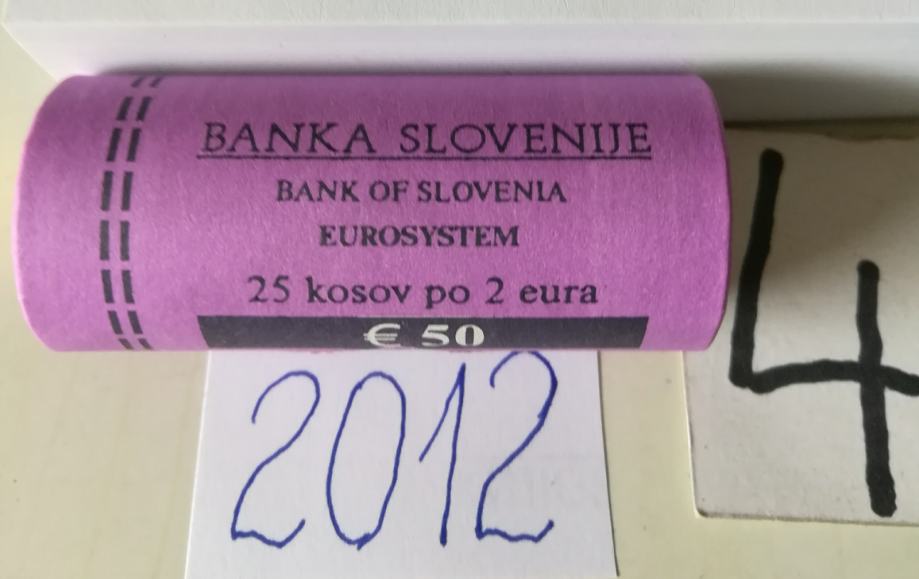 BANKA SLOVENIJE
BANK OF SLOVENIA
EUROSYSTEM
25 kosov po 2 eura
€ 50
2012
4